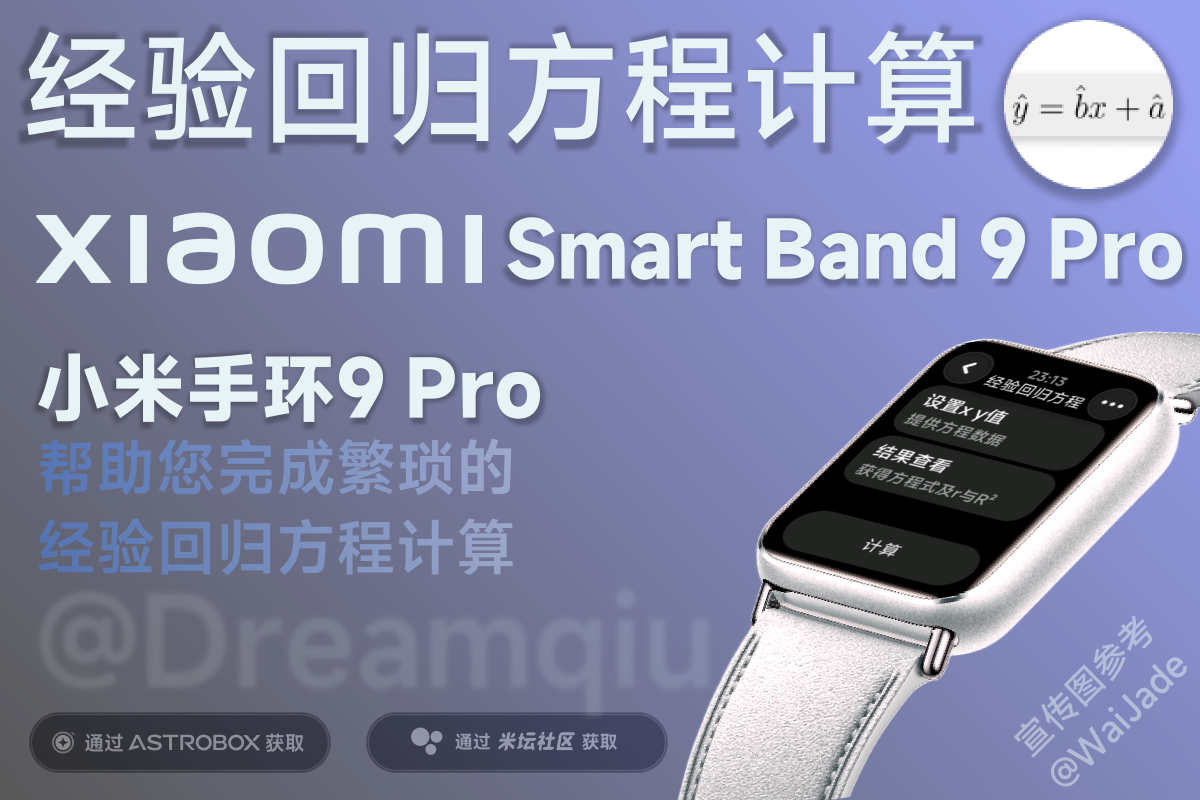 经验回归方程计算
ŷ = b̂x + â
xiaomi Smart Band 9 Pro
小米手环9 Pro
帮助您完成繁琐的
经验回归方程计算
@Dreamqiu
通过 ASTROBOX 获取
通过 米坛社区 获取
23:13
经验回归方程
设置x y值
提供方程数据
结果查看
获得方程式及r与R²
计算
宣传图参考
@WaiJade